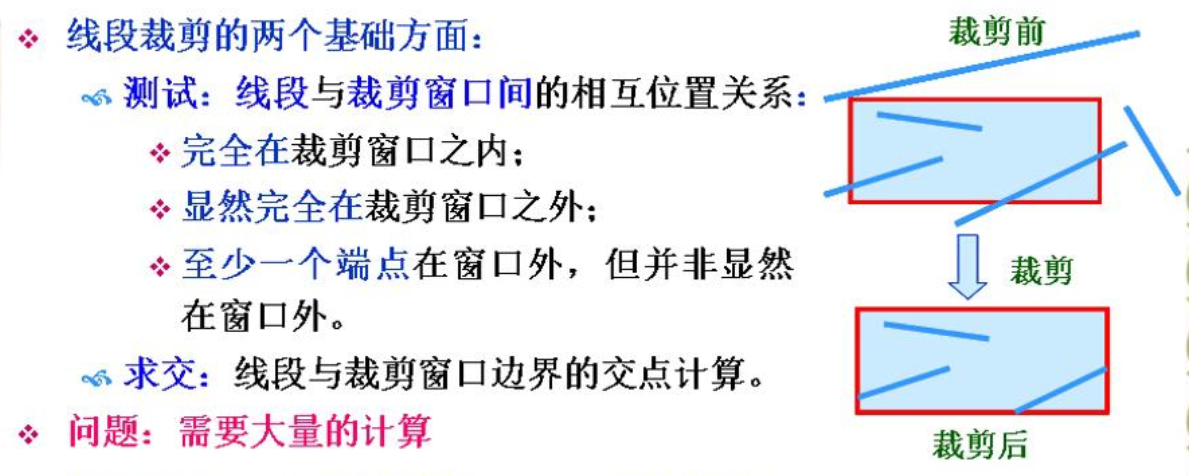 线段裁剪的两个基础方面：
测试：线段与裁剪窗口间的相互位置关系：
完全在裁剪窗口之内；
显然完全在裁剪窗口之外；
至少一个端点在窗口外，但并非显然
在窗口外。
求交：线段与裁剪窗口边界的交点计算。
问题：需要大量的计算
裁剪前
裁剪
裁剪后